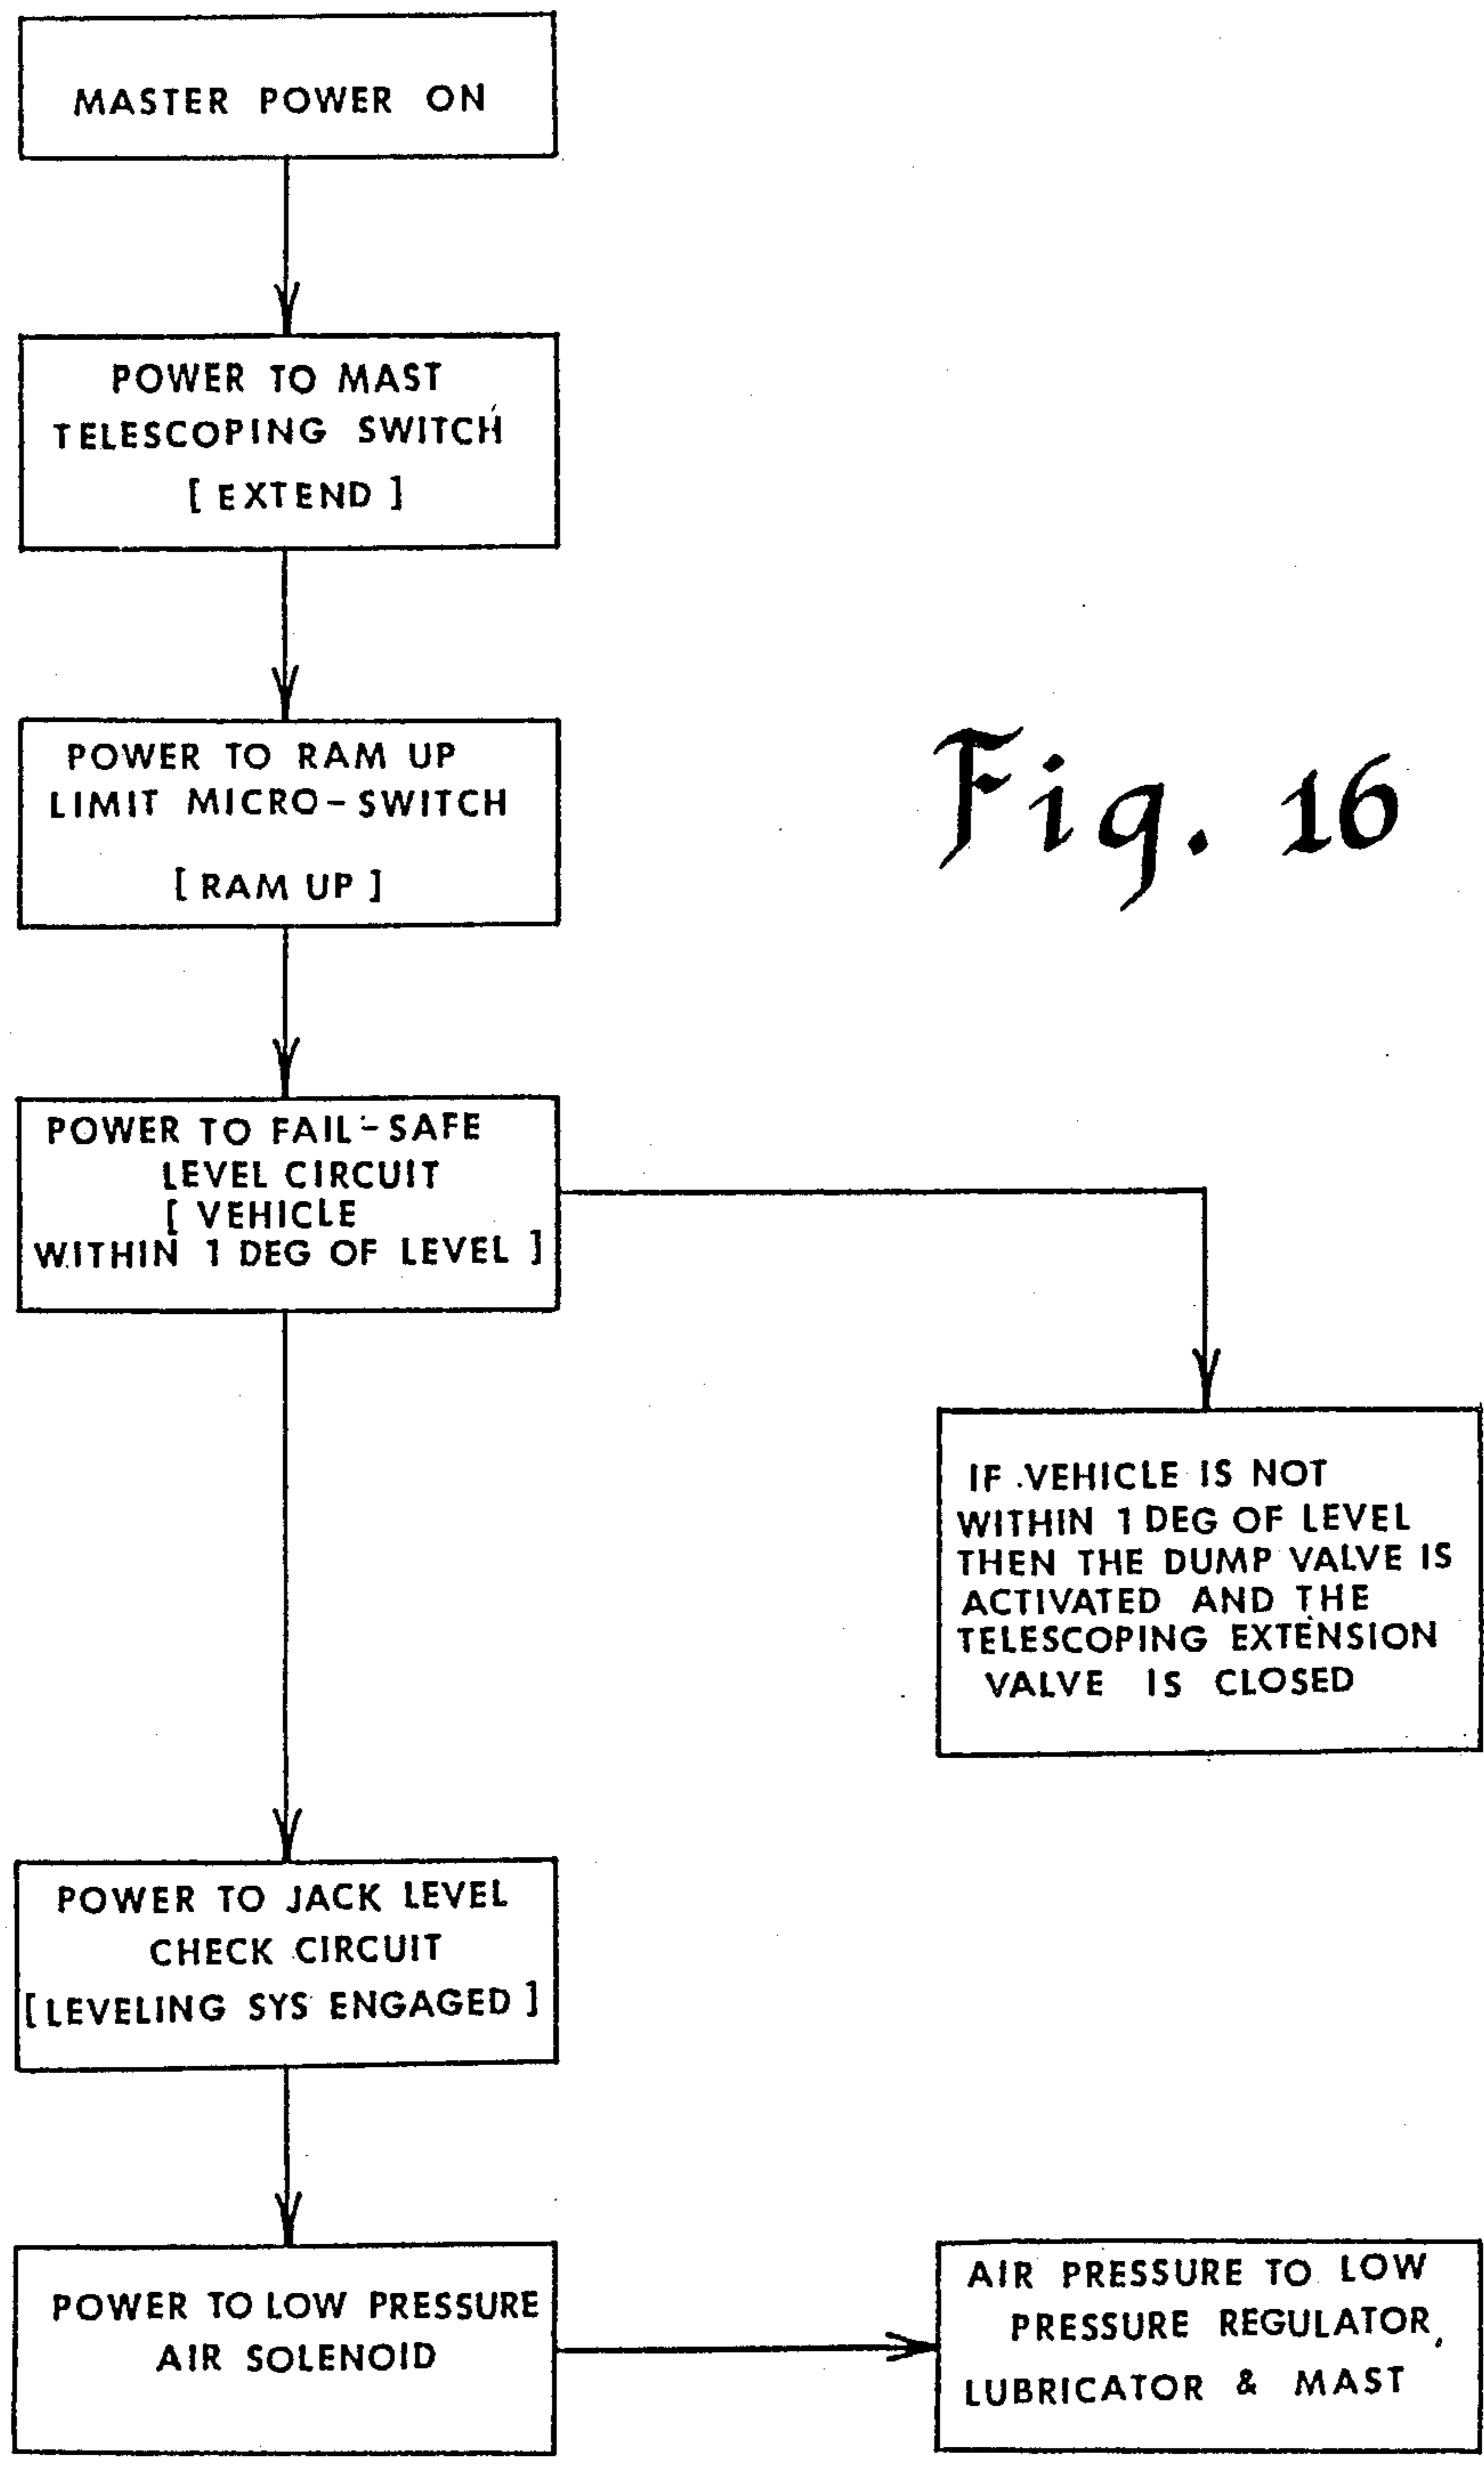 MASTER POWER ON
POWER TO MAST
TELESCOPING SWITCH
[ EXTEND ]
POWER TO RAM UP
LIMIT MICRO-SWITCH
[ RAM UP ]
Fig. 16
POWER TO FAIL-SAFE
LEVEL CIRCUIT
[ VEHICLE
WITHIN 1 DEG OF LEVEL ]
IF VEHICLE IS NOT
WITHIN 1 DEG OF LEVEL
THEN THE DUMP VALVE IS
ACTIVATED AND THE
TELESCOPING EXTENSION
VALVE IS CLOSED
POWER TO JACK LEVEL
CHECK CIRCUIT
[ LEVELING SYS ENGAGED ]
POWER TO LOW PRESSURE
AIR SOLENOID
AIR PRESSURE TO LOW
PRESSURE REGULATOR,
LUBRICATOR & MAST